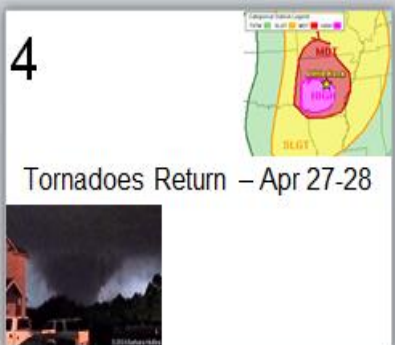 4
MDT
HIGH
SLGT
Tornadoes Return – Apr 27-28